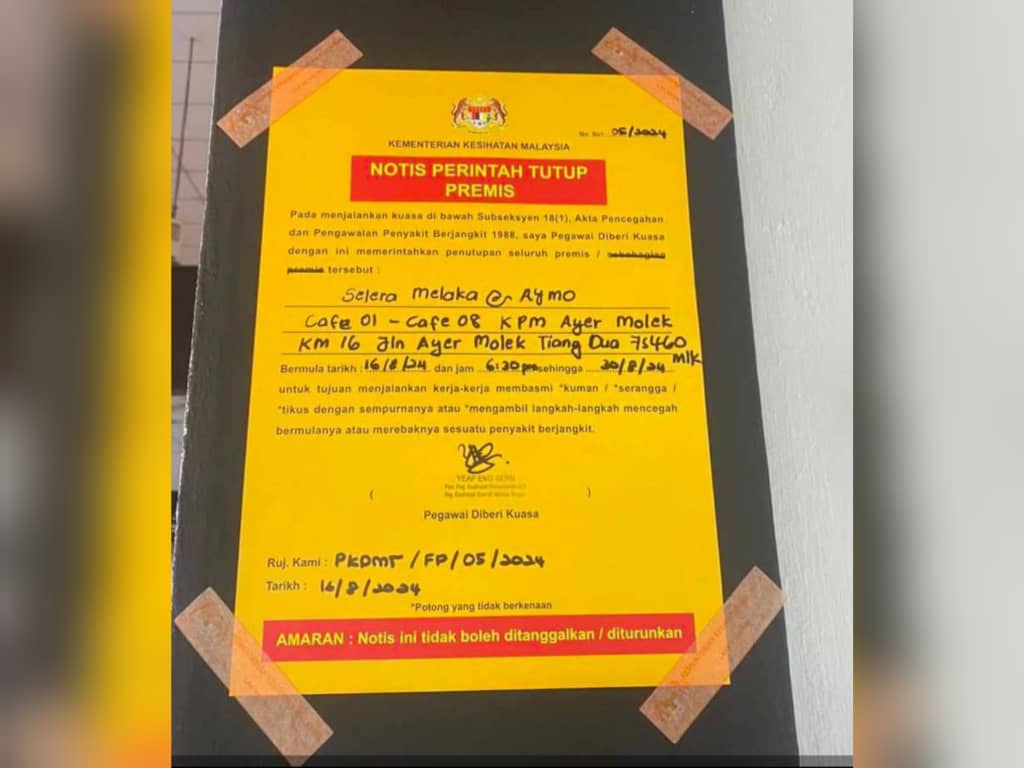 No. Siri: 05/2024
KEMENTERIAN KESIHATAN MALAYSIA
NOTIS PERINTAH TUTUP
PREMIS
Pada menjalankan kuasa di bawah Subseksyen 18(1), Akta Pencegahan
dan Pengawalan Penyakit Berjangkit 1988, saya Pegawai Diberi Kuasa
dengan ini memerintahkan penutupan seluruh premis / sebahagian
premis tersebut :
Selera Melaka @ AyMO
Cafe 01 - Cafe 08 KPM Ayer Molek
KM 16 Jln Ayer Molek Tiang Dua 75460
Mlk
Bermula tarikh : 16/8/24 dan jam 6:20 pm sehingga 30/8/24
untuk tujuan menjalankan kerja-kerja membasmi *kuman / *serangga /
*tikus dengan sempurnanya atau *mengambil langkah-langkah mencegah
bermulanya atau merebaknya sesuatu penyakit berjangkit.
YEAP ENG
( )
Pegawai Diberi Kuasa
Ruj. Kami : PKDMT / FP / 05 / 2024
Tarikh : 16/8/2024
*Potong yang tidak berkenaan
AMARAN : Notis ini tidak boleh ditanggalkan / diturunkan